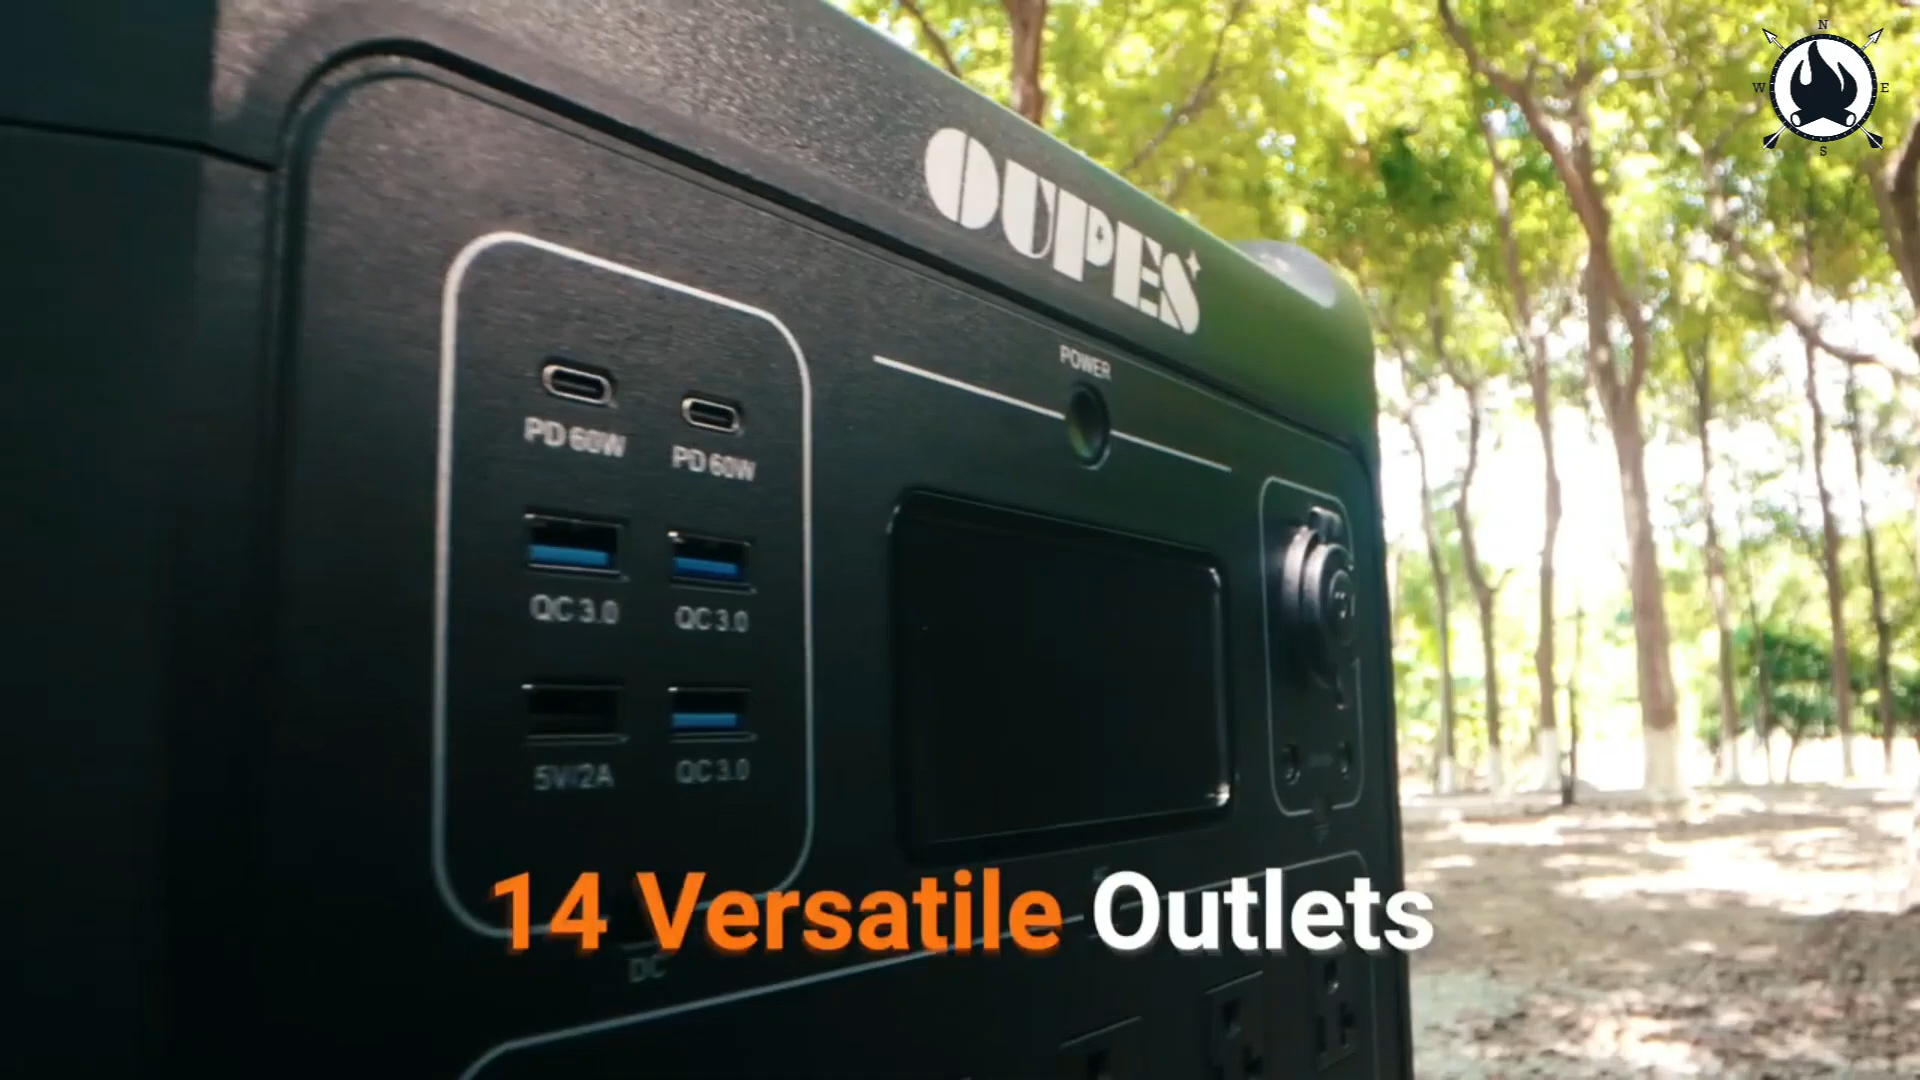 N
W E
S
OUPES
POWER
PD 60W PD 60W
QC 3.0 QC 3.0
5V/2A QC 3.0
14 Versatile Outlets
DC